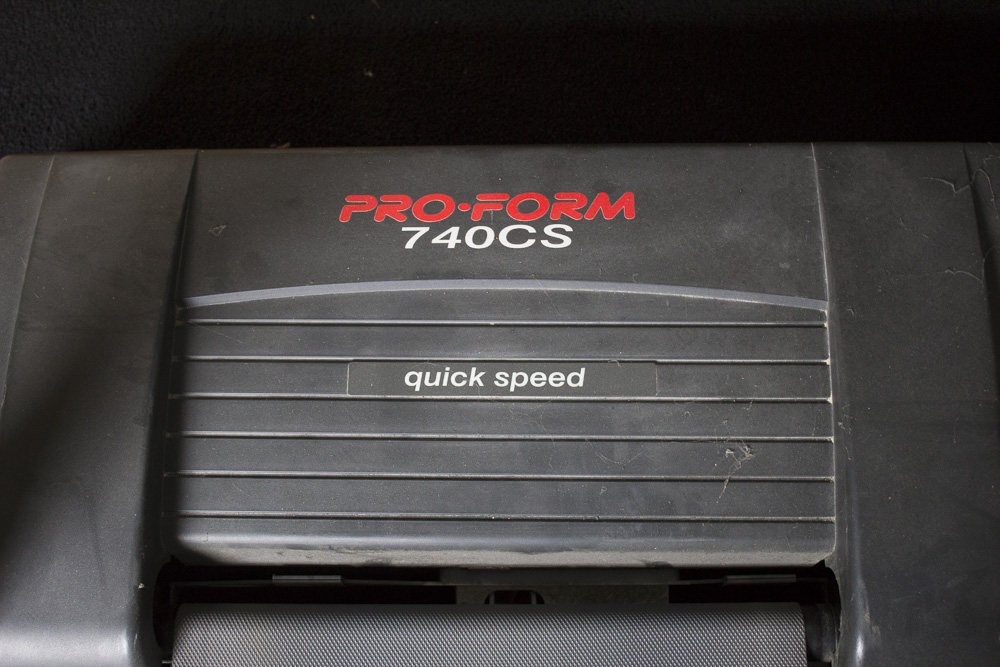 PRO-FORM
740CS
quick speed